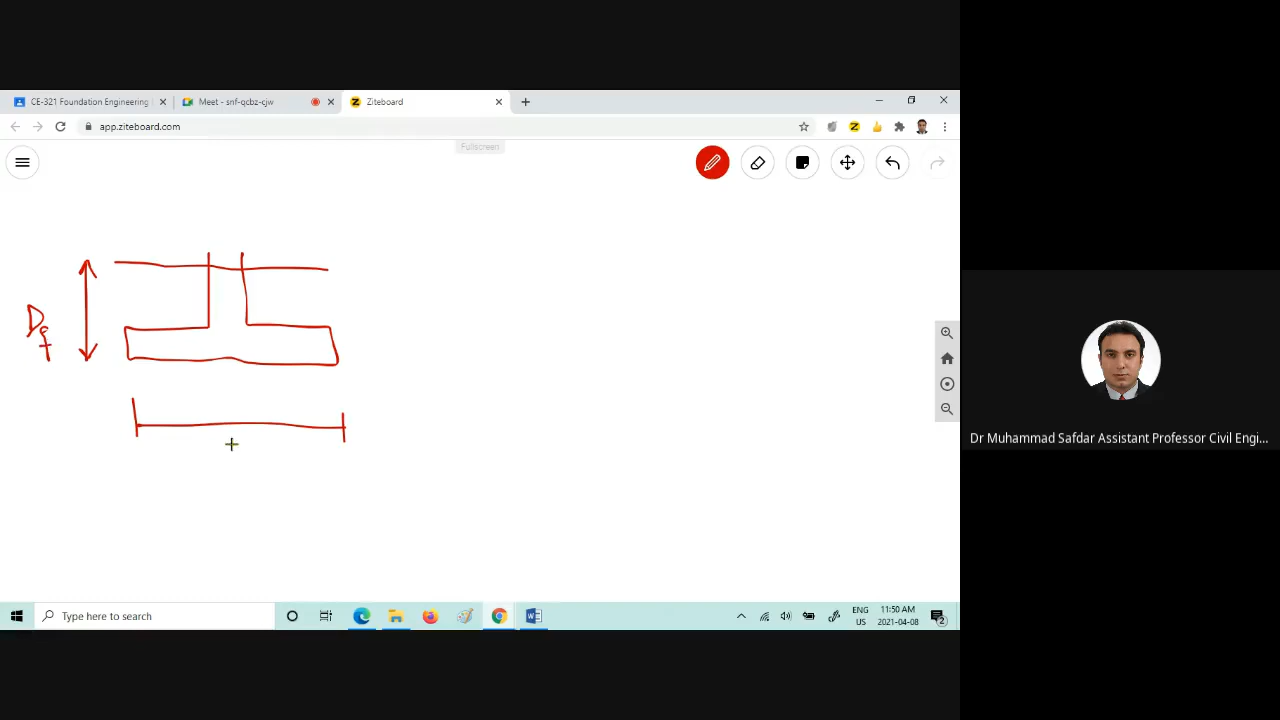 CE-321 Foundation Engineering
Meet - snf-qcbz-cjw
Ziteboard
app.ziteboard.com
Fullscreen
Df
Dr Muhammad Safdar Assistant Professor Civil Engi...
Type here to search
ENG
US
11:50 AM
2021-04-08
2